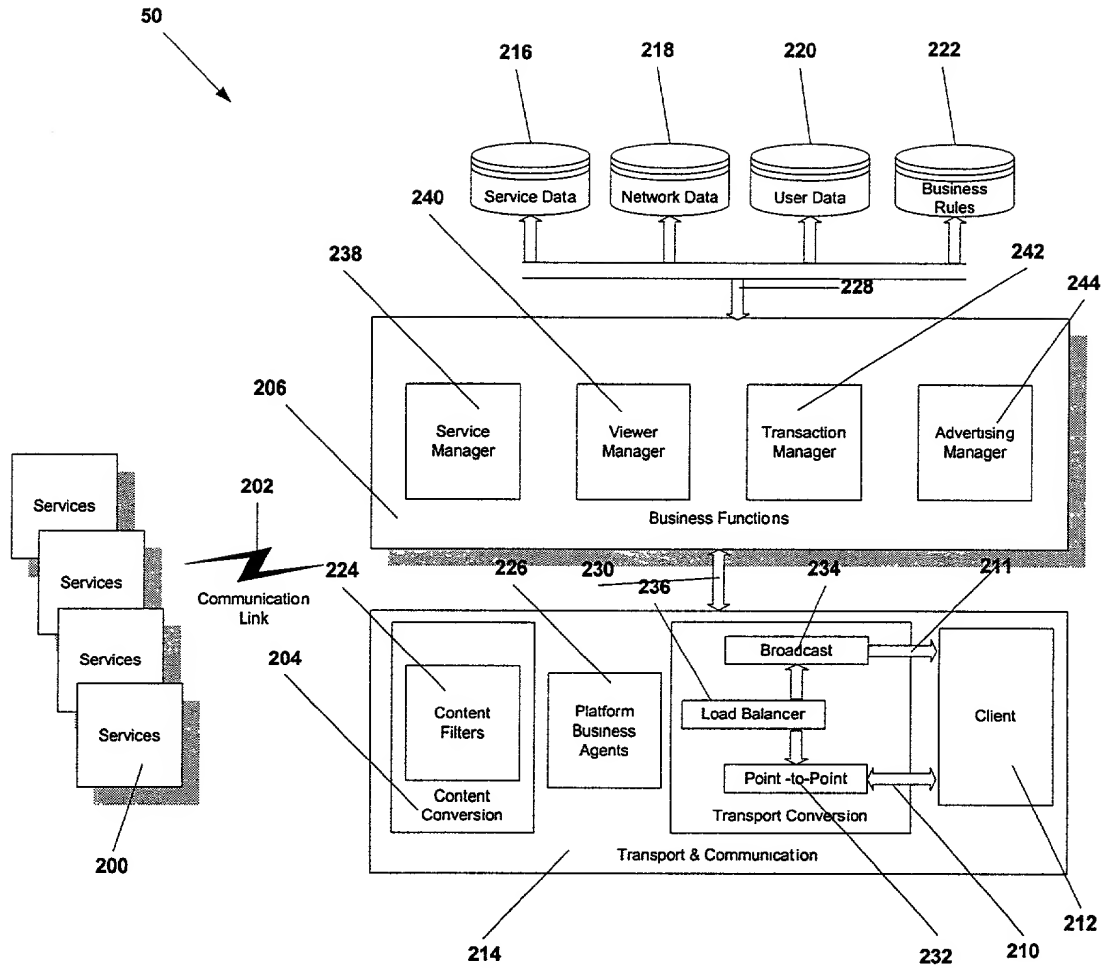 50
216
218
220
222
Service Data
Network Data
User Data
Business
Rules
240
238
242
228
244
206
Service
Manager
Viewer
Manager
Transaction
Manager
Advertising
Manager
Business Functions
Services
Services
Services
Services
200
202
Communication
Link
224
226
230
236
234
211
204
Content
Filters
Content
Conversion
Platform
Business
Agents
Broadcast
Load Balancer
Point -to-Point
Transport Conversion
Client
Transport & Communication
214
232
210
212